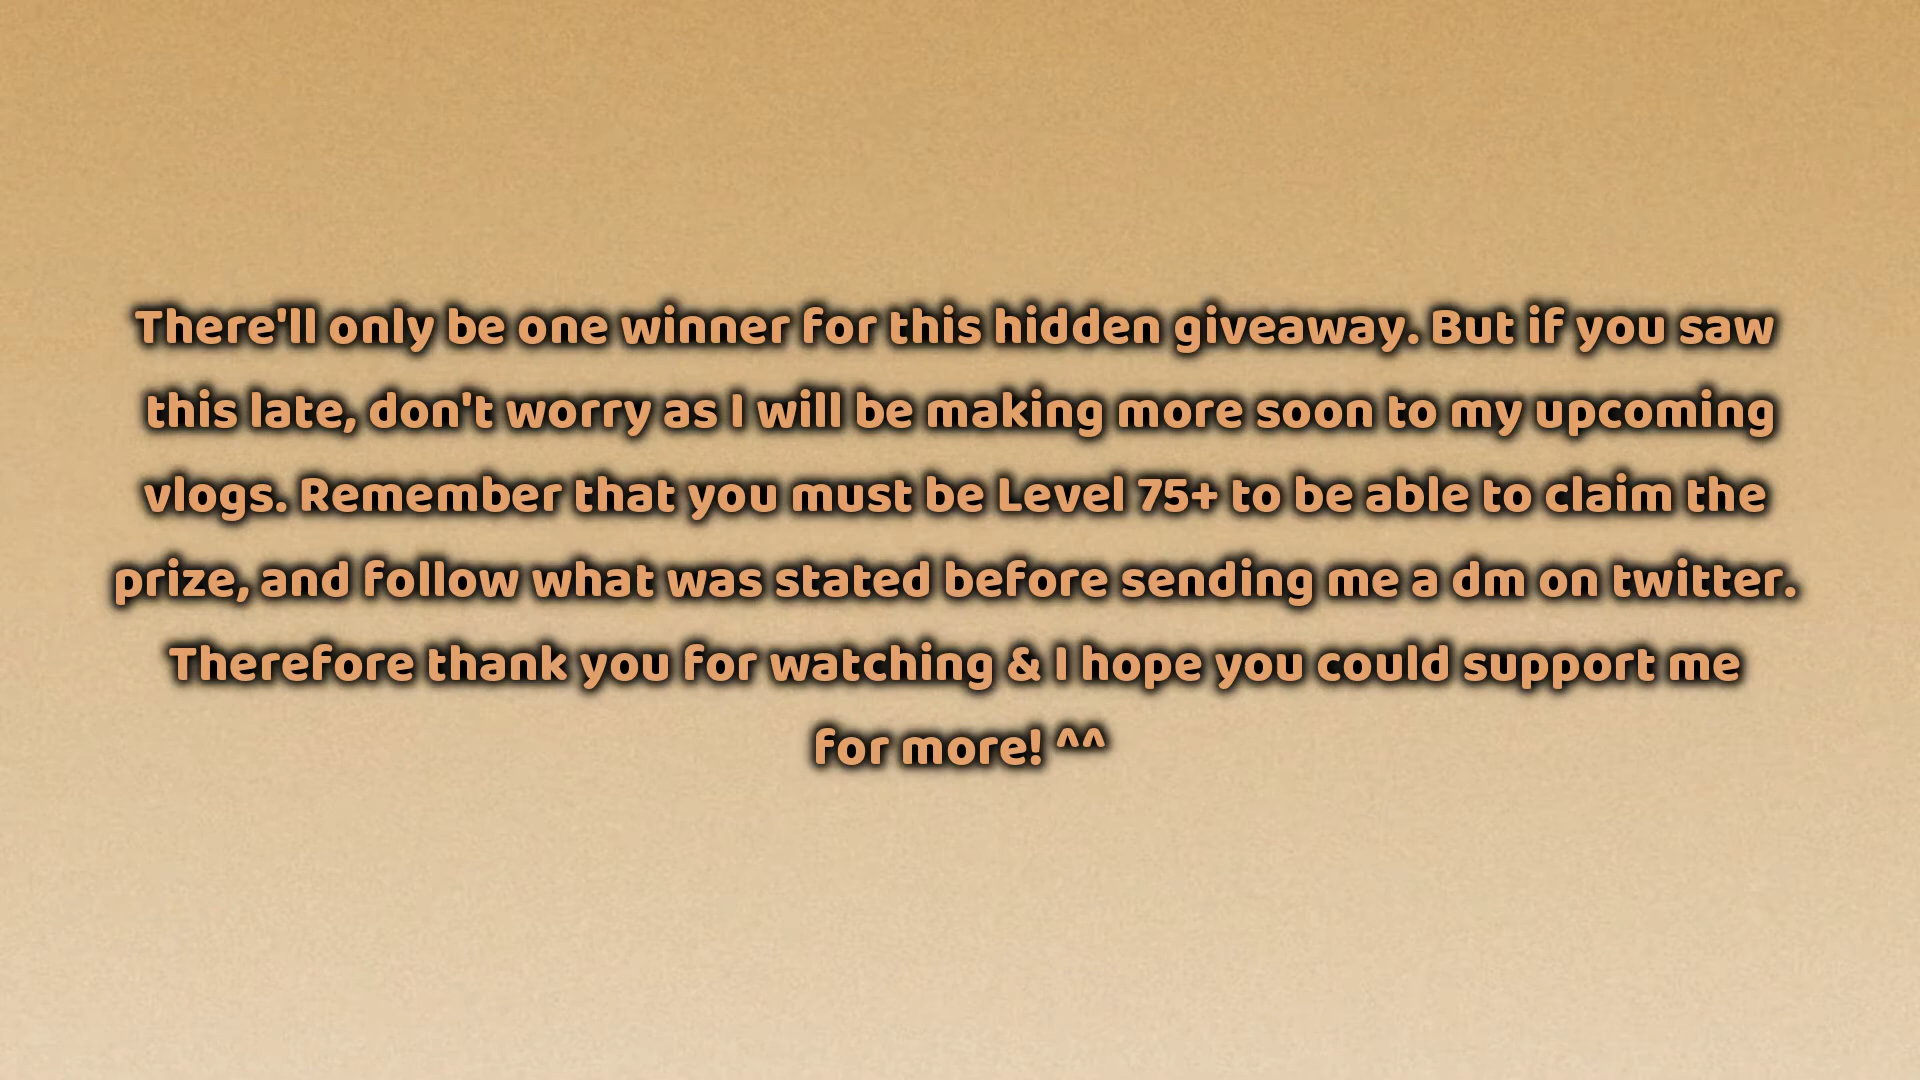 There'll only be one winner for this hidden giveaway. But if you saw
this late, don't worry as I will be making more soon to my upcoming
vlogs. Remember that you must be Level 75+ to be able to claim the
prize, and follow what was stated before sending me a dm on twitter.
Therefore thank you for watching & I hope you could support me
for more! ^^